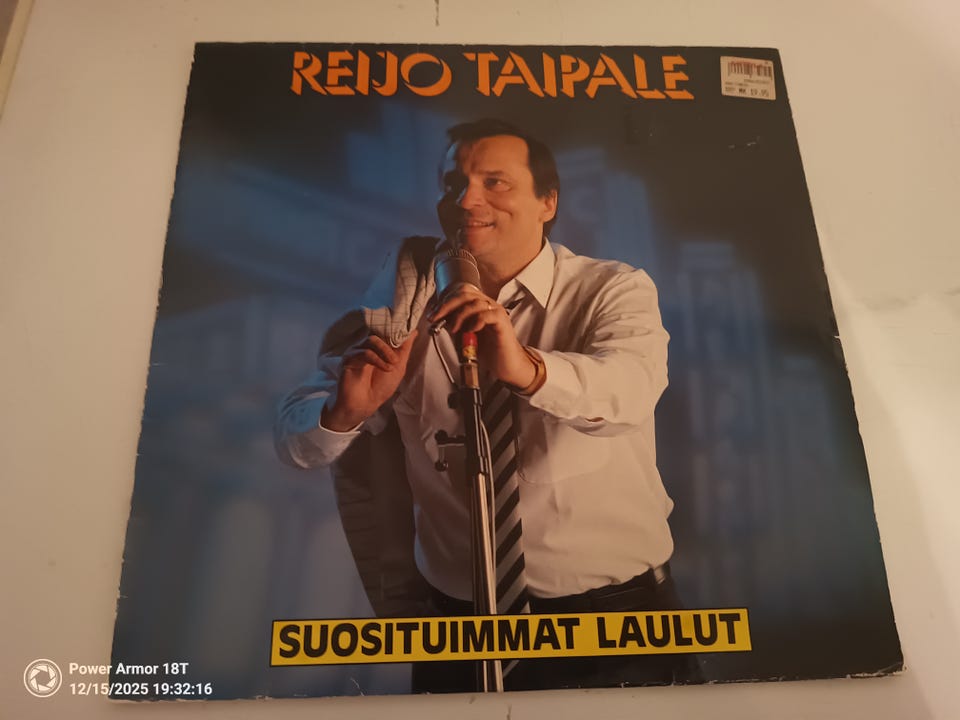 REIJO TAIPALE
SUOSITUIMMAT LAULUT
Power Armor 18T
12/15/2025 19:32:16